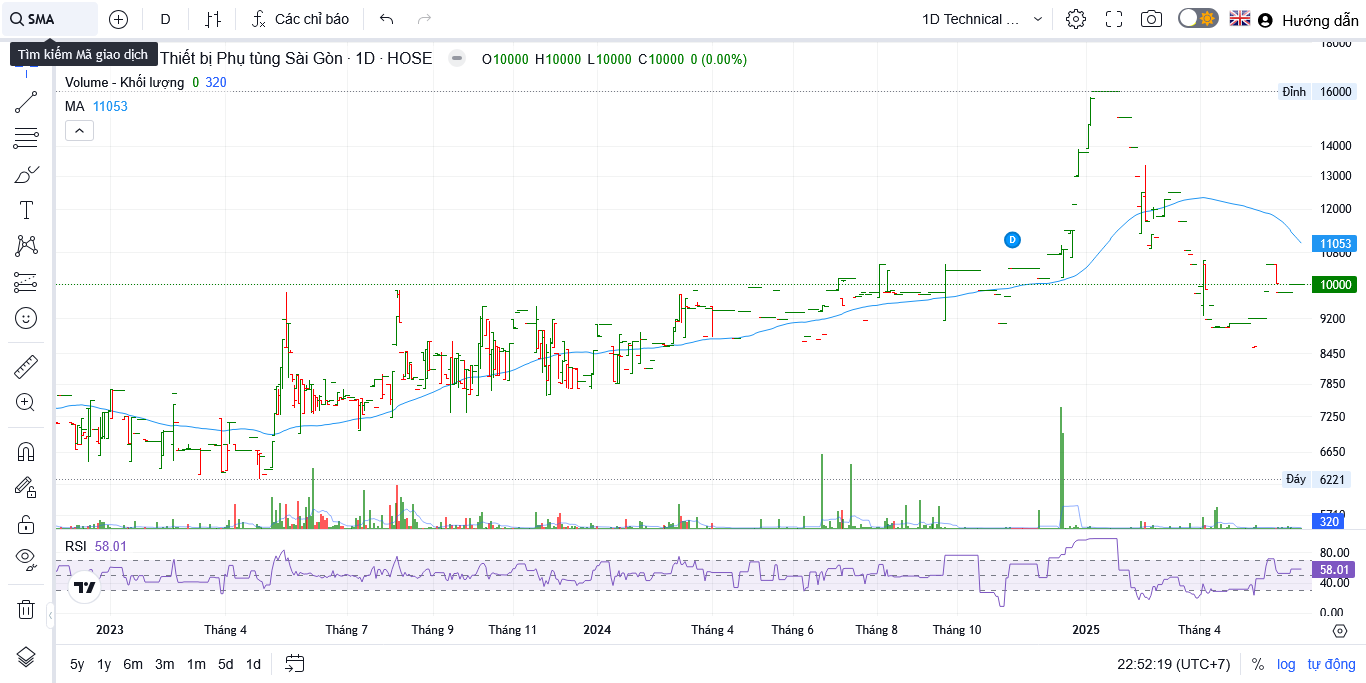 SMA
D
Các chỉ báo
1D Technical ...
Hướng dẫn
Tìm kiếm Mã giao dịch
Thiết bị Phụ tùng Sài Gòn · 1D · HOSE
O10000 H10000 L10000 C10000 0 (0.00%)
Volume - Khối lượng 0 320
MA 11053
18000
Đỉnh 16000
14000
13000
12000
D
11053
10800
10000
9200
8450
7850
7250
6650
Đáy 6221
320
RSI 58.01
80.00
58.01
40.00
0.00
2023 Tháng 4 Tháng 7 Tháng 9 Tháng 11 2024 Tháng 4 Tháng 6 Tháng 8 Tháng 10 2025 Tháng 4
5y 1y 6m 3m 1m 5d 1d
22:52:19 (UTC+7) % log tự động